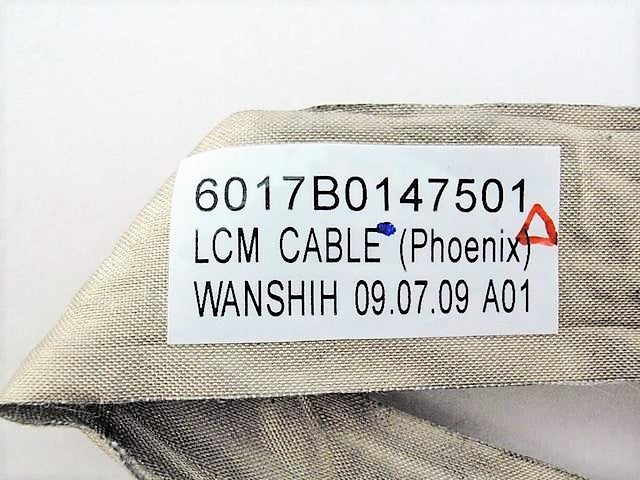 6017B0147501
LCM CABLE (Phoenix)
WANSHIH 09.07.09 A01